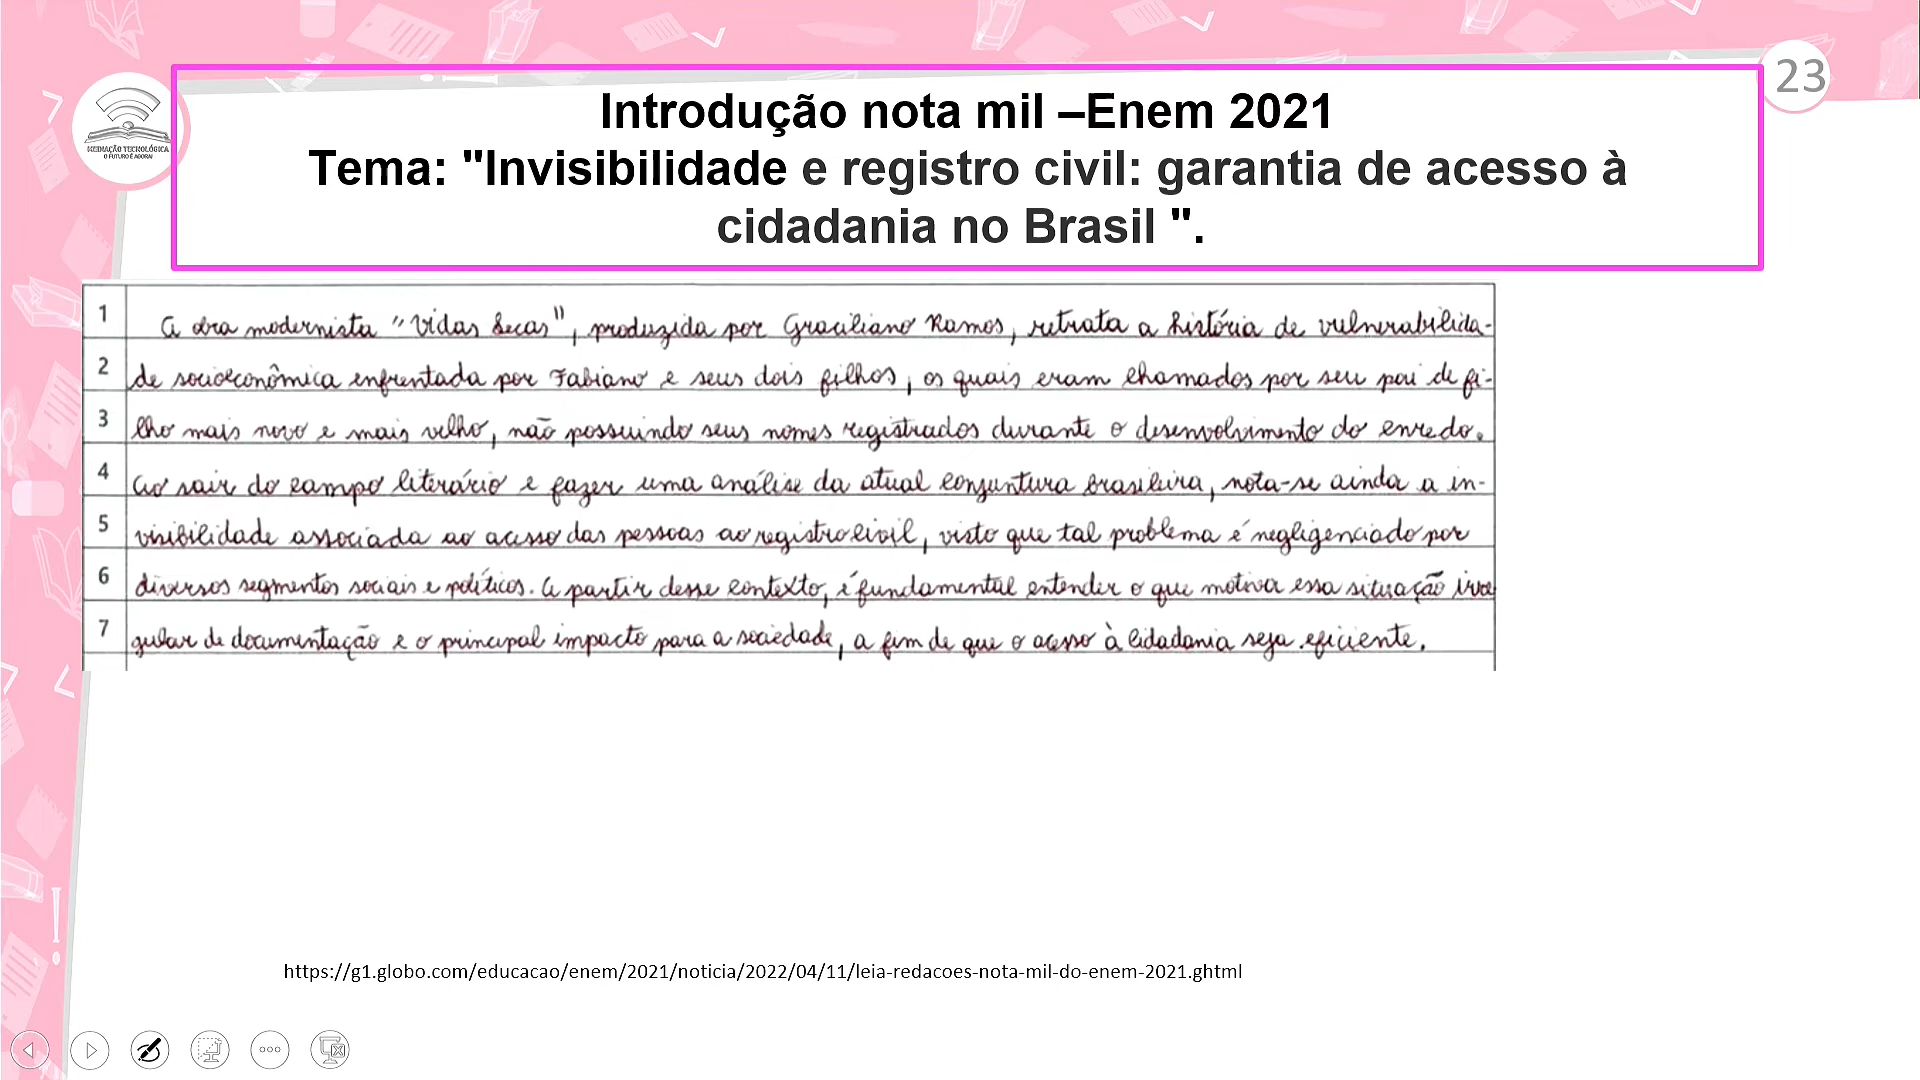 23
MEDIAÇÃO TECNOLÓGICA
O FUTURO É AGORA!
Introdução nota mil –Enem 2021
Tema: "Invisibilidade e registro civil: garantia de acesso à
cidadania no Brasil ".
1 A obra modernista "Vidas Secas", produzida por Graciliano Ramos, retrata a história de vulnerabilida-
2 de socioeconômica enfrentada por Fabiano e seus dois filhos, os quais eram chamados por seu pai de fi-
3 lho mais novo e mais velho, não possuindo seus nomes registrados durante o desenvolvimento do enredo.
4 Ao sair do campo literário e fazer uma análise da atual conjuntura brasileira, nota-se ainda a in-
5 visibilidade associada ao acesso das pessoas ao registro civil, visto que tal problema é negligenciado por
6 diversos segmentos sociais e políticos. A partir desse contexto, é fundamental entender o que motiva essa situação irre
7 gular de documentação e o principal impacto para a sociedade, a fim de que o acesso à cidadania seja eficiente.
https://g1.globo.com/educacao/enem/2021/noticia/2022/04/11/leia-redacoes-nota-mil-do-enem-2021.ghtml